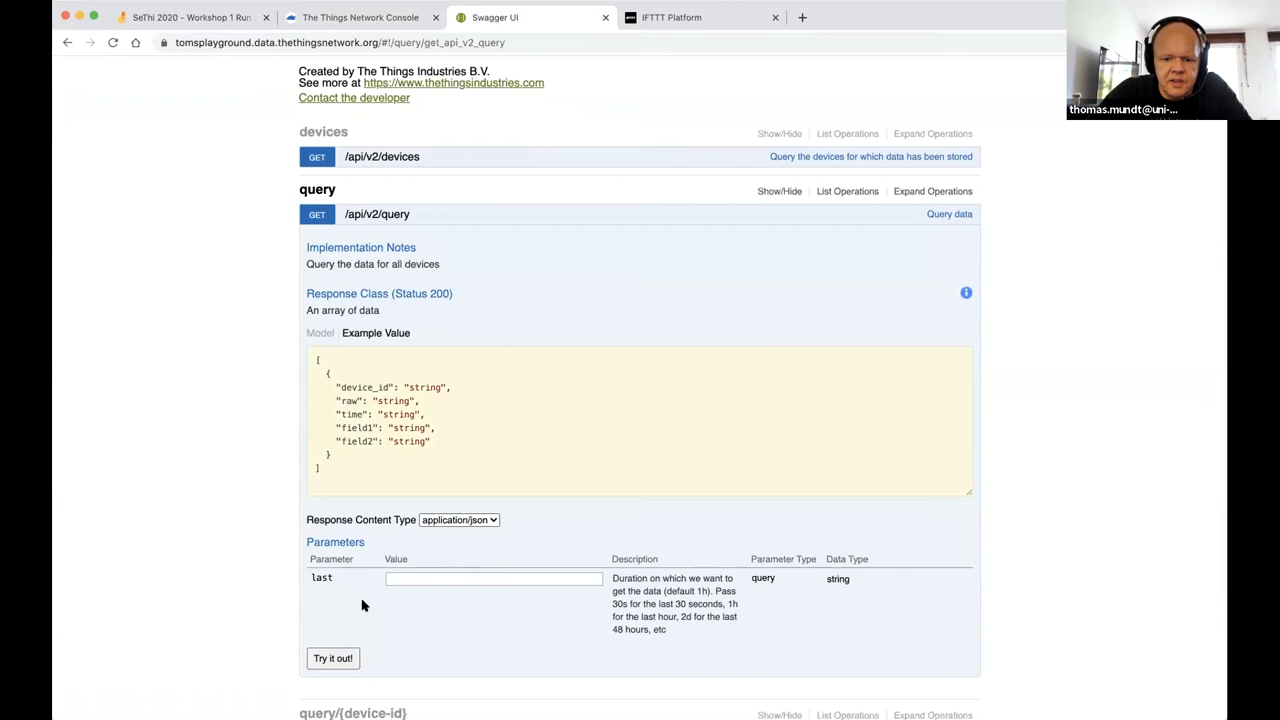 SeThi 2020 - Workshop 1 Run
The Things Network Console
Swagger UI
IFTTT Platform
tomsplayground.data.thethingsnetwork.org/#!/query/get_api_v2_query
thomas.mundt@uni-...
Created by The Things Industries B.V.
See more at https://www.thethingsindustries.com
Contact the developer
devices Show/Hide List Operations Expand Operations
GET /api/v2/devices Query the devices for which data has been stored
query Show/Hide List Operations Expand Operations
GET /api/v2/query Query data
Implementation Notes
Query the data for all devices
Response Class (Status 200)
An array of data
Model Example Value
[
{
"device_id": "string",
"raw": "string",
"time": "string",
"field1": "string",
"field2": "string"
}
]
Response Content Type application/json
Parameters
Parameter Value Description Parameter Type Data Type
last Duration on which we want to query string
get the data (default 1h). Pass
30s for the last 30 seconds, 1h
for the last hour, 2d for the last
48 hours, etc
Try it out!
query/{device-id} Show/Hide List Operations Expand Operations